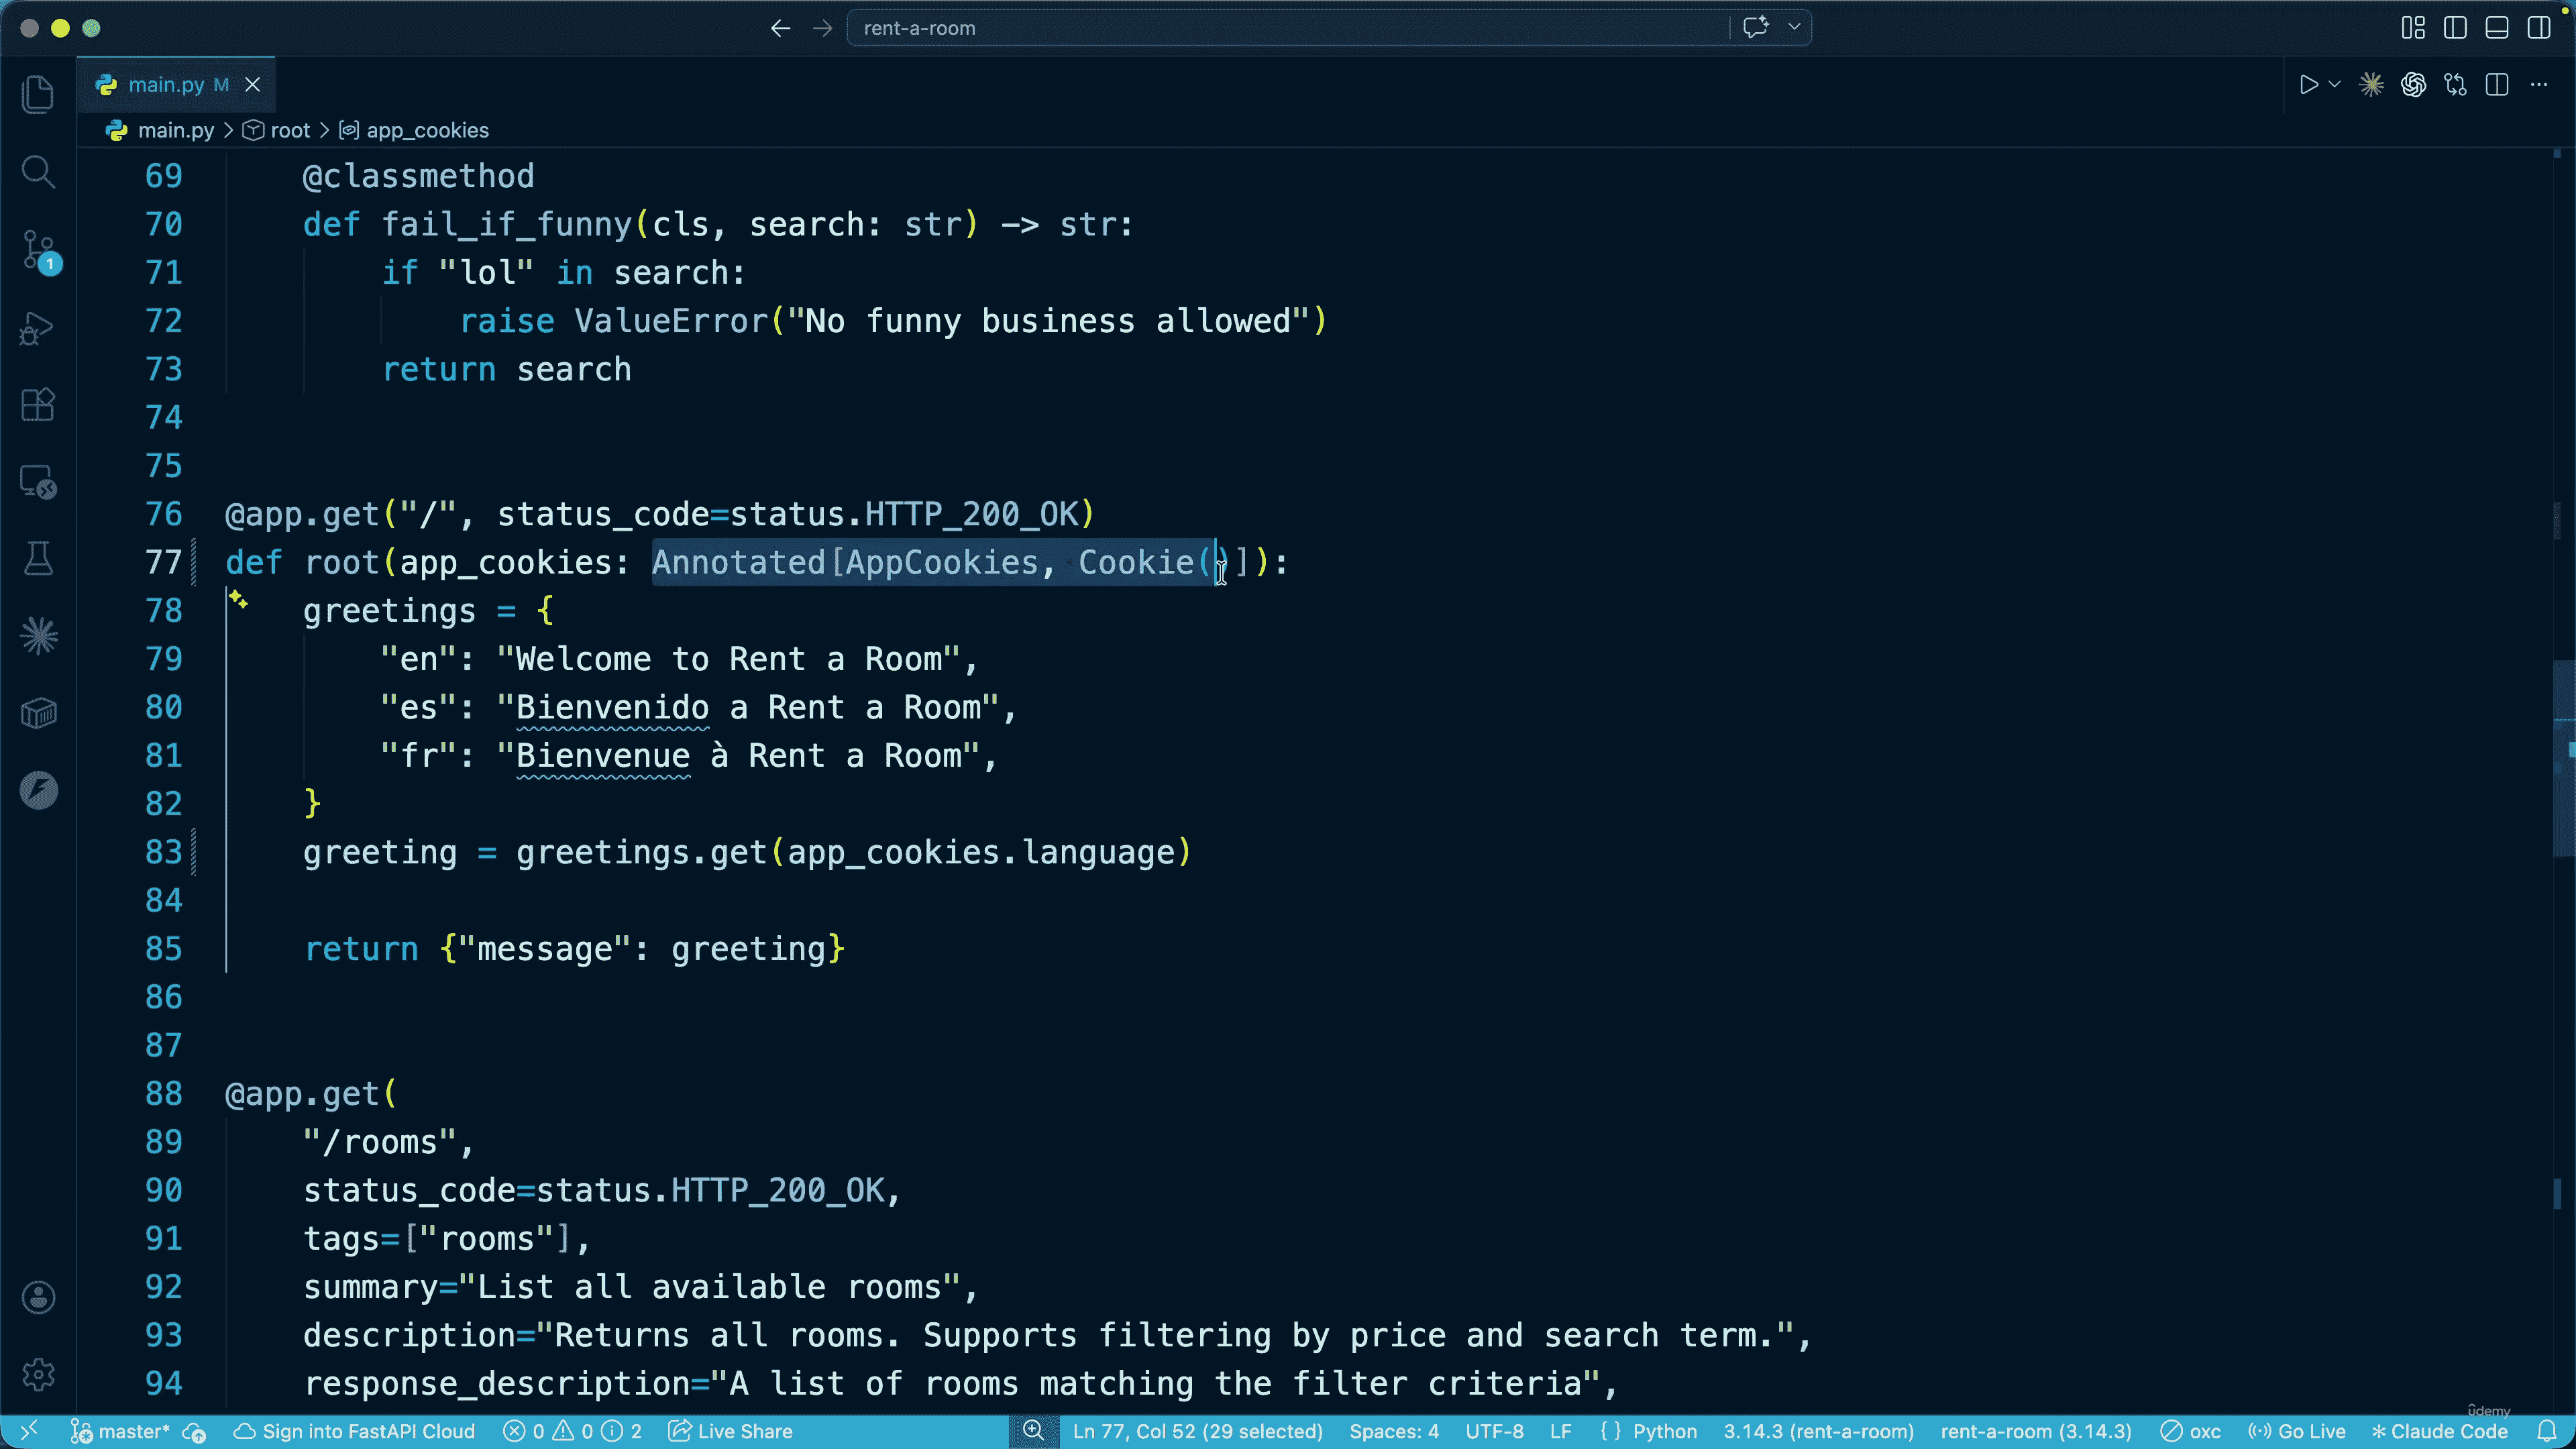 rent-a-room
main.py M
main.py > root > app_cookies
69 @classmethod
70 def fail_if_funny(cls, search: str) -> str:
71 if "lol" in search:
72 raise ValueError("No funny business allowed")
73 return search
74
75
76 @app.get("/", status_code=status.HTTP_200_OK)
77 def root(app_cookies: Annotated[AppCookies, Cookie()]):
78 greetings = {
79 "en": "Welcome to Rent a Room",
80 "es": "Bienvenido a Rent a Room",
81 "fr": "Bienvenue à Rent a Room",
82 }
83 greeting = greetings.get(app_cookies.language)
84
85 return {"message": greeting}
86
87
88 @app.get(
89 "/rooms",
90 status_code=status.HTTP_200_OK,
91 tags=["rooms"],
92 summary="List all available rooms",
93 description="Returns all rooms. Supports filtering by price and search term.",
94 response_description="A list of rooms matching the filter criteria",
1
udemy
master* Sign into FastAPI Cloud 0 0 2 Live Share Ln 77, Col 52 (29 selected) Spaces: 4 UTF-8 LF { } Python 3.14.3 (rent-a-room) rent-a-room (3.14.3) oxc Go Live Claude Code